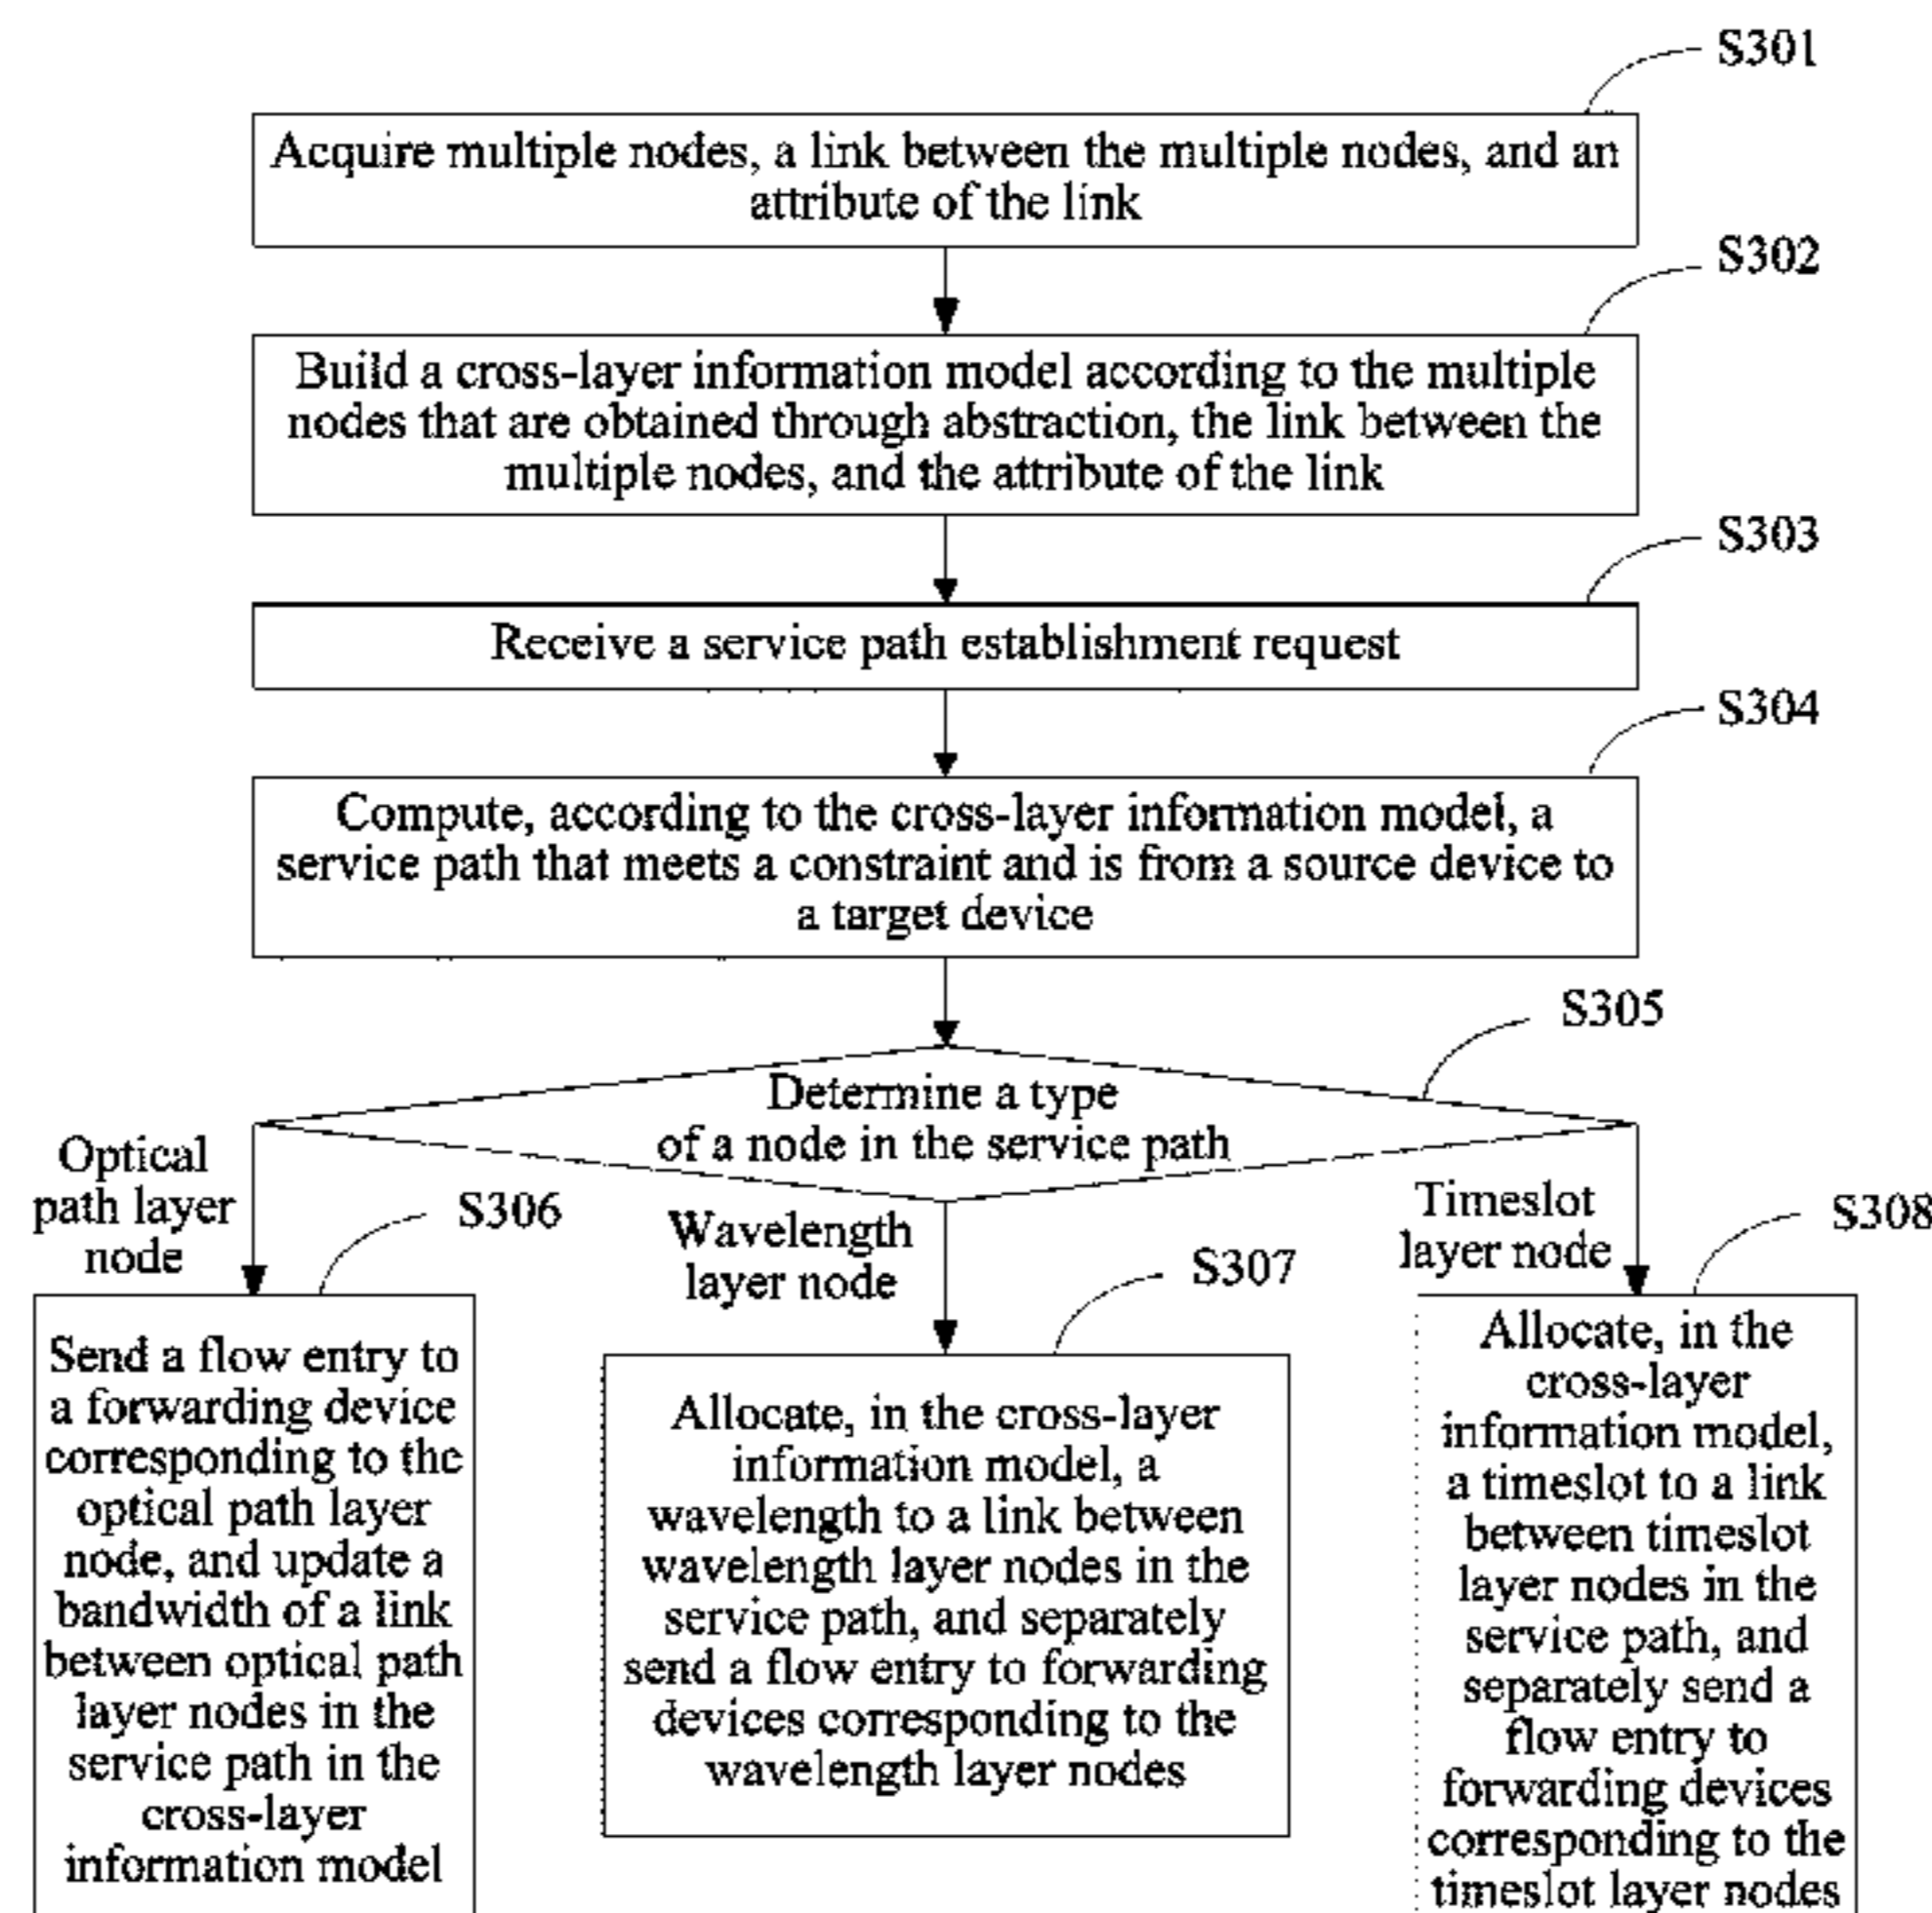 S301
Acquire multiple nodes, a link between the multiple nodes, and an
attribute of the link
S302
Build a cross-layer information model according to the multiple
nodes that are obtained through abstraction, the link between the
multiple nodes, and the attribute of the link
S303
Receive a service path establishment request
S304
Compute, according to the cross-layer information model, a
service path that meets a constraint and is from a source device to
a target device
S305
Determine a type
of a node in the service path
Optical
path layer
node
S306
Send a flow entry to
a forwarding device
corresponding to the
optical path layer
node, and update a
bandwidth of a link
between optical path
layer nodes in the
service path in the
cross-layer
information model
Wavelength
layer node
S307
Allocate, in the cross-layer
information model, a
wavelength to a link between
wavelength layer nodes in the
service path, and separately
send a flow entry to forwarding
devices corresponding to the
wavelength layer nodes
Timeslot
layer node
S308
Allocate, in the
cross-layer
information model,
a timeslot to a link
between timeslot
layer nodes in the
service path, and
separately send a
flow entry to
forwarding devices
corresponding to the
timeslot layer nodes